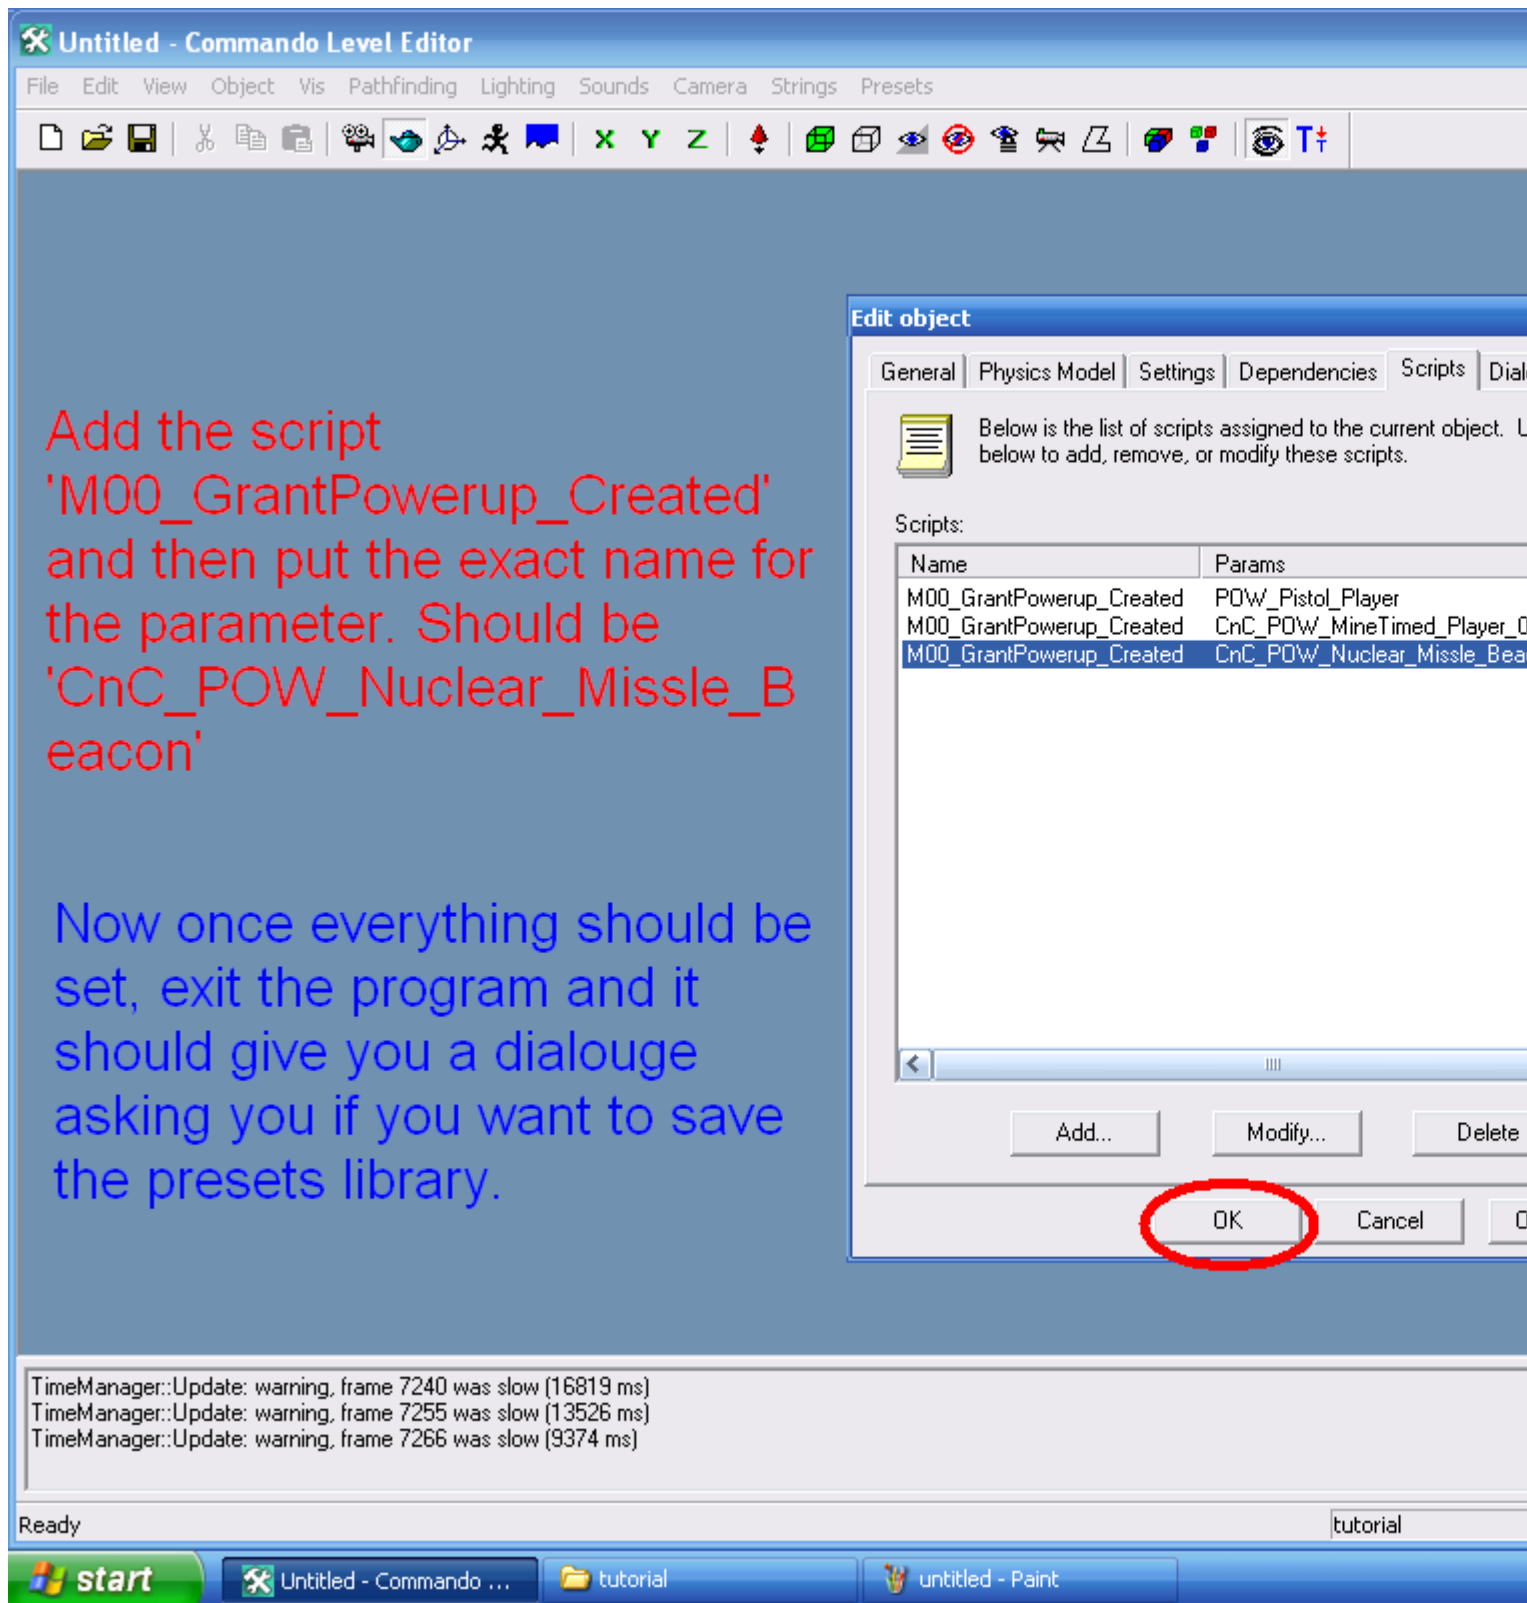 Untitled - Commando Level Editor
File Edit View Object Vis Pathfinding Lighting Sounds Camera Strings Presets
X Y Z
Edit object
General Physics Model Settings Dependencies Scripts
Below is the list of scripts assigned to the current object.
below to add, remove, or modify these scripts.
Scripts:
Name Params
M00_GrantPowerup_Created POW_Pistol_Player
M00_GrantPowerup_Created CnC_POW_MineTimed_Player_0
M00_GrantPowerup_Created CnC_POW_Nuclear_Missle_Bea
Add... Modify... Delete
OK Cancel
Add the script
'M00_GrantPowerup_Created'
and then put the exact name for
the parameter. Should be
'CnC_POW_Nuclear_Missle_B
eacon'
Now once everything should be
set, exit the program and it
should give you a dialouge
asking you if you want to save
the presets library.
TimeManager::Update: warning, frame 7240 was slow (16819 ms)
TimeManager::Update: warning, frame 7255 was slow (13526 ms)
TimeManager::Update: warning, frame 7266 was slow (9374 ms)
Ready tutorial
start Untitled - Commando ... tutorial untitled - Paint